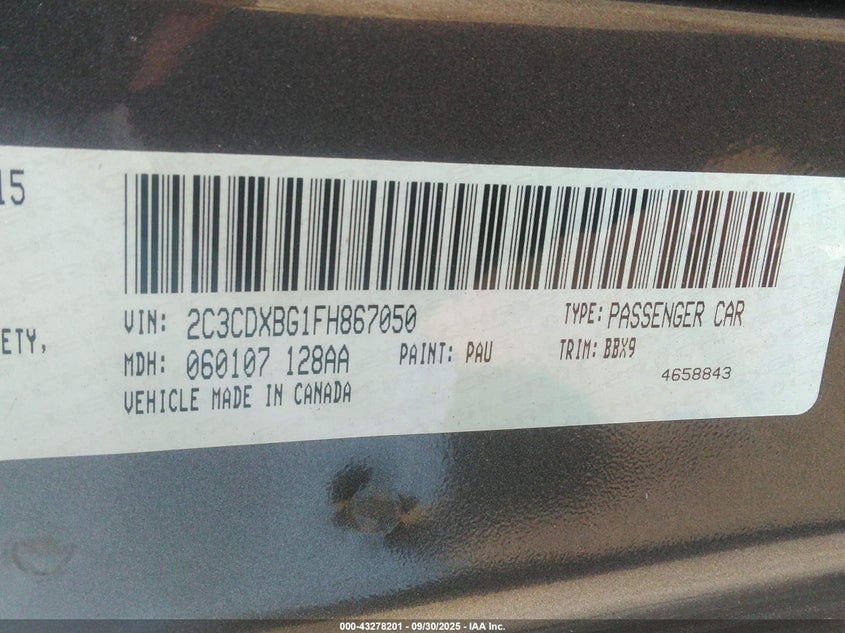 15
ETY,
VIN: 2C3CDXBG1FH867050 TYPE: PASSENGER CAR
MDH: 060107 128AA PAINT: PAU TRIM: BBX9
4658843
VEHICLE MADE IN CANADA
000-43278201 - 09/30/2025 - IAA Inc.